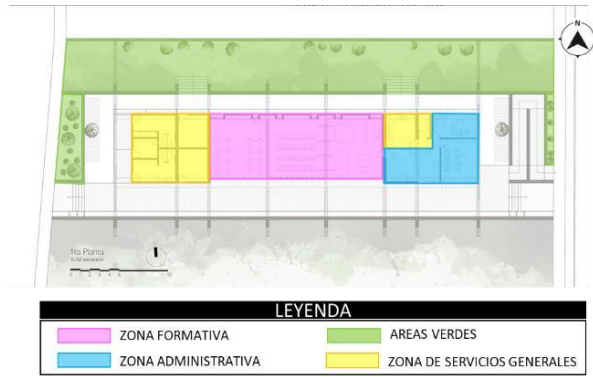 N
1ra Planta
LEYENDA
ZONA FORMATIVA
AREAS VERDES
ZONA ADMINISTRATIVA
ZONA DE SERVICIOS GENERALES